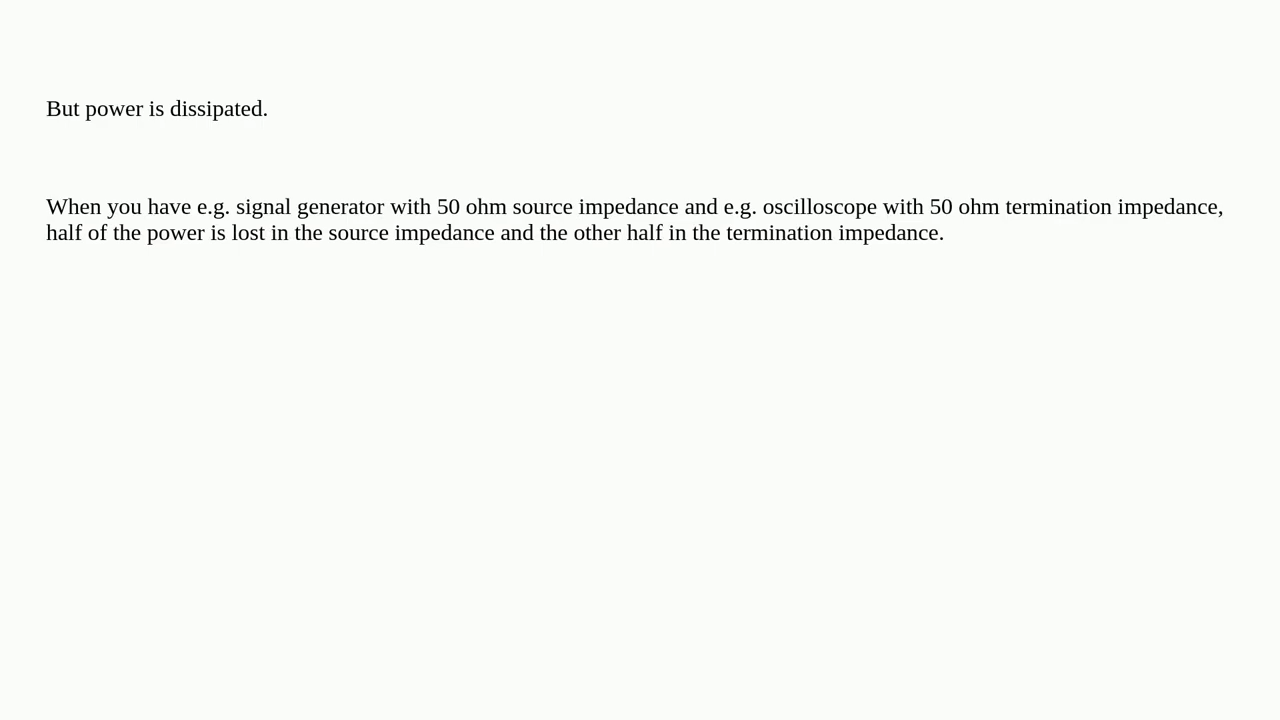 But power is dissipated.
When you have e.g. signal generator with 50 ohm source impedance and e.g. oscilloscope with 50 ohm termination impedance,
half of the power is lost in the source impedance and the other half in the termination impedance.